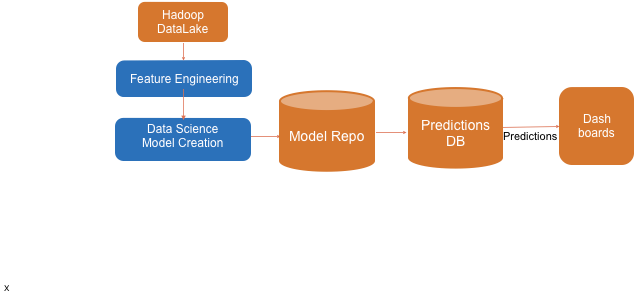 Hadoop
DataLake
Feature Engineering
Data Science
Model Creation
Model Repo
Predictions
DB
Predictions
Dash
boards
x